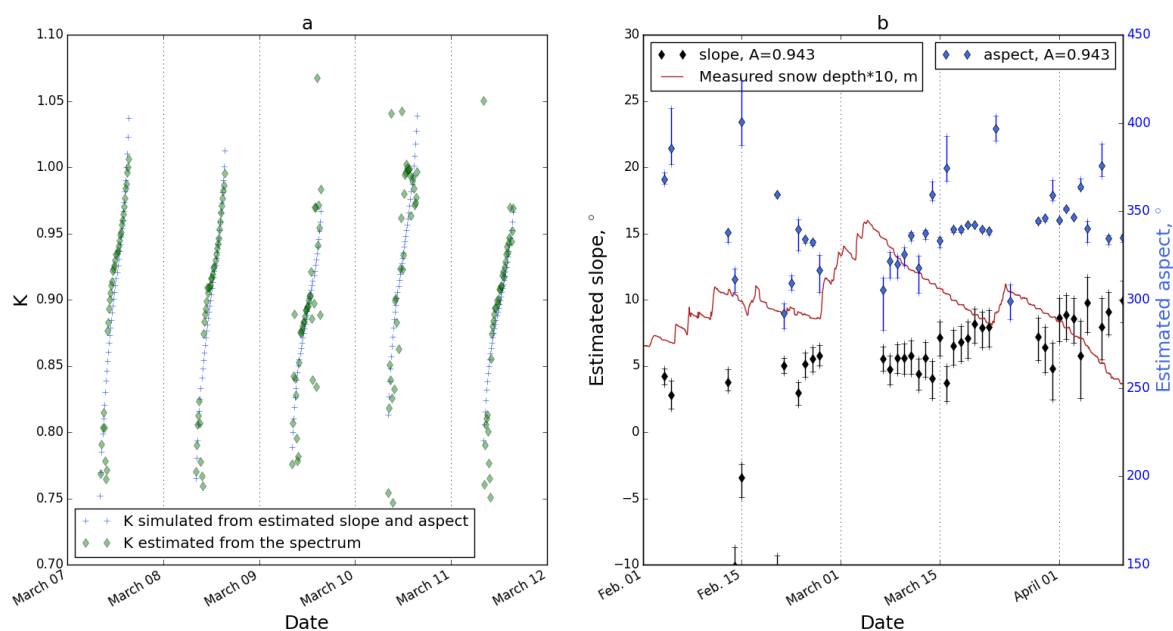 a
1.10
1.05
1.00
0.95
0.90
0.85
0.80
0.75
0.70
K
K simulated from estimated slope and aspect
K estimated from the spectrum
March 07
March 08
March 09
March 10
March 11
March 12
Date
b
30
25
20
15
10
5
0
−5
−10
Estimated slope, °
slope, A=0.943
Measured snow depth*10, m
aspect, A=0.943
450
400
350
300
250
200
150
Estimated aspect, °
Feb. 01
Feb. 15
March 01
March 15
April 01
Date